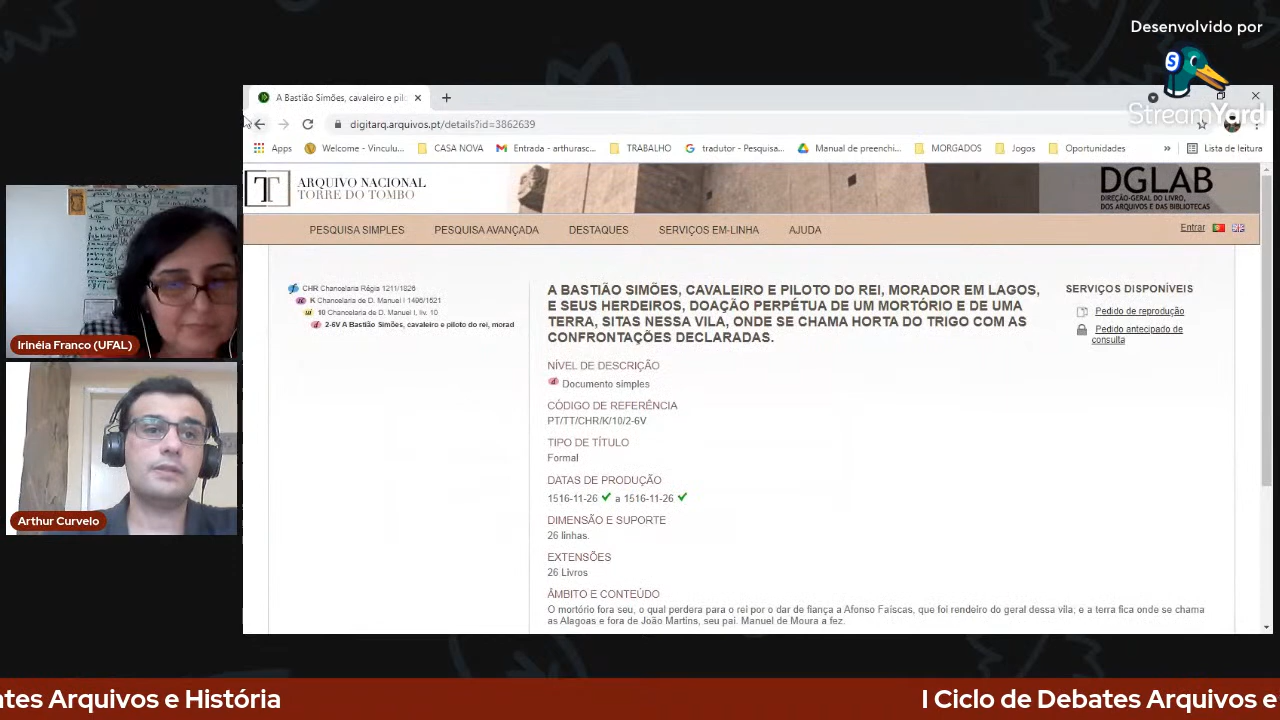 Desenvolvido por
S
StreamYard
A Bastião Simões, cavaleiro e pil
digitarq.arquivos.pt/details?id=3862639
Apps
Welcome - Vinculu...
CASA NOVA
Entrada - arthurasc...
TRABALHO
tradutor - Pesquisa...
Manual de preenchi...
MORGADOS
Jogos
Oportunidades
»
Lista de leitura
TT
ARQUIVO NACIONAL
TORRE DO TOMBO
DGLAB
DIREÇÃO-GERAL DO LIVRO,
DOS ARQUIVOS E DAS BIBLIOTECAS
PESQUISA SIMPLES
PESQUISA AVANÇADA
DESTAQUES
SERVIÇOS EM-LINHA
AJUDA
Entrar
CHR Chancelaria Régia 1211/1826
K Chancelaria de D. Manuel I 1496/1521
10 Chancelaria de D. Manuel I, liv. 10
2-6V A Bastião Simões, cavaleiro e piloto do rei, morad
A BASTIÃO SIMÕES, CAVALEIRO E PILOTO DO REI, MORADOR EM LAGOS,
E SEUS HERDEIROS, DOAÇÃO PERPÉTUA DE UM MORTÓRIO E DE UMA
TERRA, SITAS NESSA VILA, ONDE SE CHAMA HORTA DO TRIGO COM AS
CONFRONTAÇÕES DECLARADAS.
NÍVEL DE DESCRIÇÃO
Documento simples
CÓDIGO DE REFERÊNCIA
PT/TT/CHR/K/10/2-6V
TIPO DE TÍTULO
Formal
DATAS DE PRODUÇÃO
1516-11-26 a 1516-11-26
DIMENSÃO E SUPORTE
26 linhas.
EXTENSÕES
26 Livros
ÂMBITO E CONTEÚDO
O mortório fora seu, o qual perdera para o rei por o dar de fiança a Afonso Faíscas, que foi rendeiro do geral dessa vila; e a terra fica onde se chama
as Alagoas e fora de João Martins, seu pai. Manuel de Moura a fez.
SERVIÇOS DISPONÍVEIS
Pedido de reprodução
Pedido antecipado de
consulta
Irinéia Franco (UFAL)
Arthur Curvelo
ates Arquivos e História
I Ciclo de Debates Arquivos e